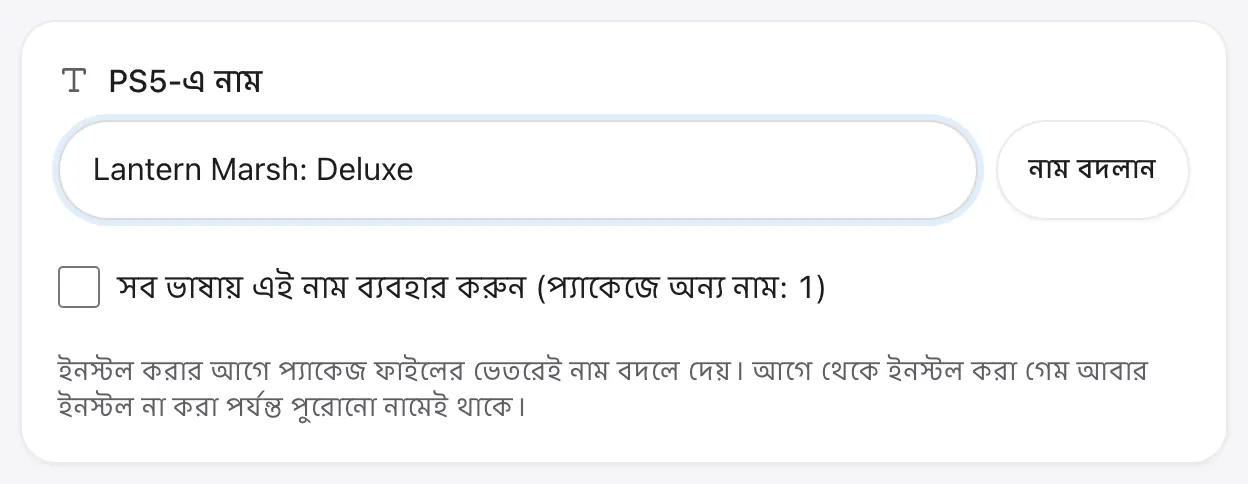 PS5-এ নাম
Lantern Marsh: Deluxe
নাম বদলান
সব ভাষায় এই নাম ব্যবহার করুন (প্যাকেজে অন্য নাম: 1)
ইনস্টল করার আগে প্যাকেজ ফাইলের ভেতরেই নাম বদলে দেয়। আগে থেকে ইনস্টল করা গেম আবার
ইনস্টল না করা পর্যন্ত পুরোনো নামেই থাকে।